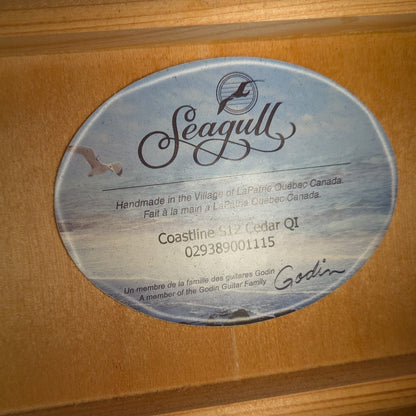 Seagull
Handmade in the Village of LaPatrie Québec Canada.
Fait à la main à LaPatrie Québec Canada.
Coastline S12 Cedar QI
029389001115
Un membre de la famille des guitares Godin
A member of the Godin Guitar Family
Godin